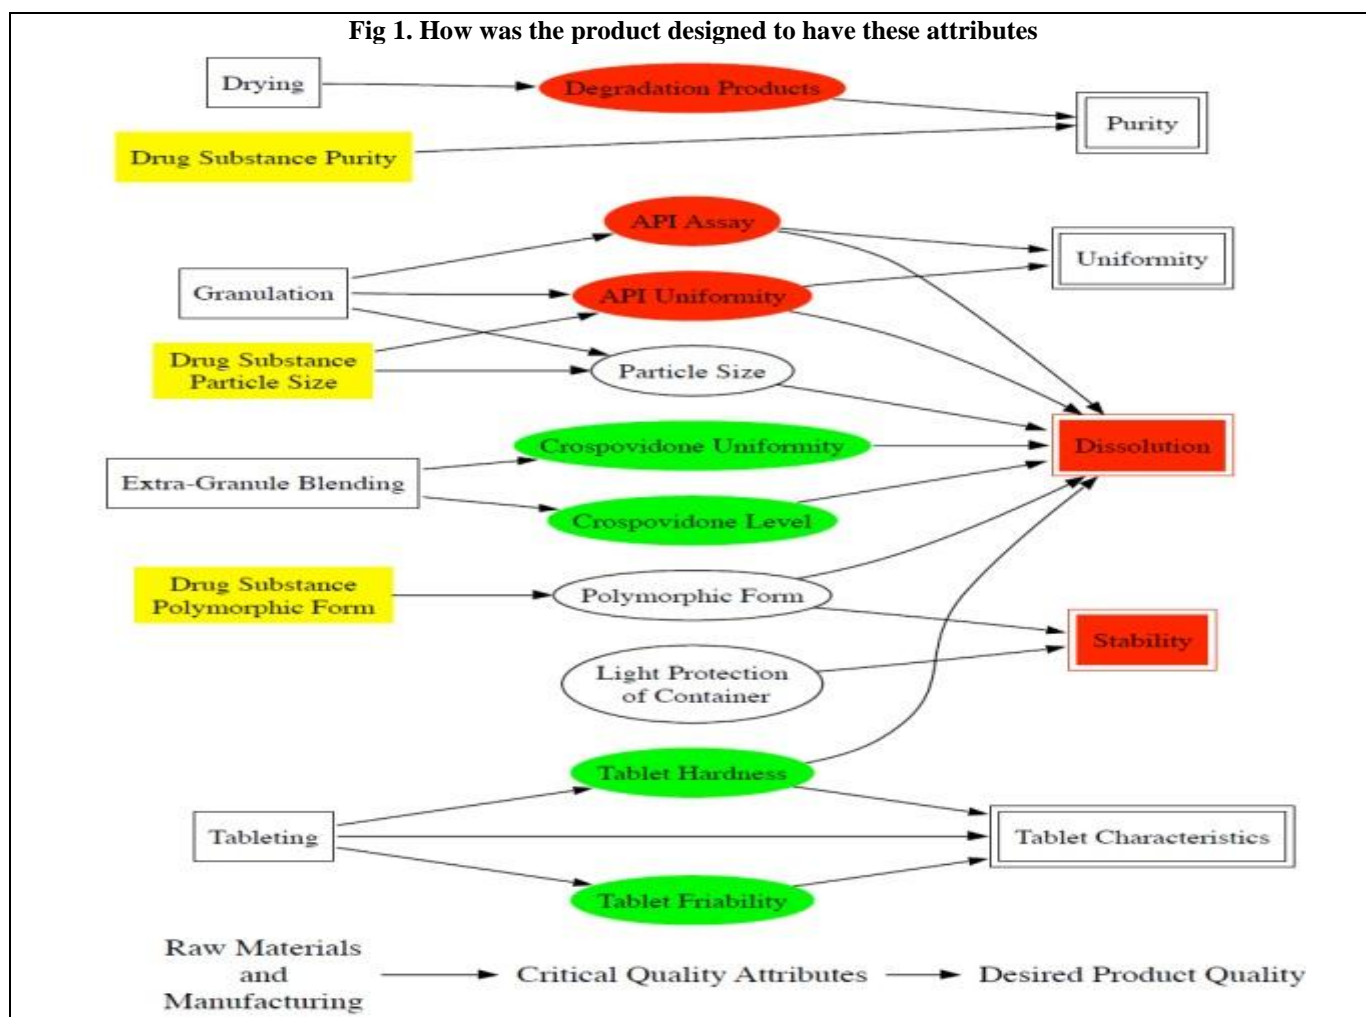 Fig 1. How was the product designed to have these attributes
Drying
Degradation Products
Purity
Drug Substance Purity
API Assay
Uniformity
Granulation
API Uniformity
Drug Substance
Particle Size
Particle Size
Crospovidone Uniformity
Dissolution
Extra-Granule Blending
Crospovidone Level
Drug Substance
Polymorphic Form
Polymorphic Form
Stability
Light Protection
of Container
Tablet Hardness
Tableting
Tablet Characteristics
Tablet Friability
Raw Materials
and
Manufacturing
Critical Quality Attributes
Desired Product Quality